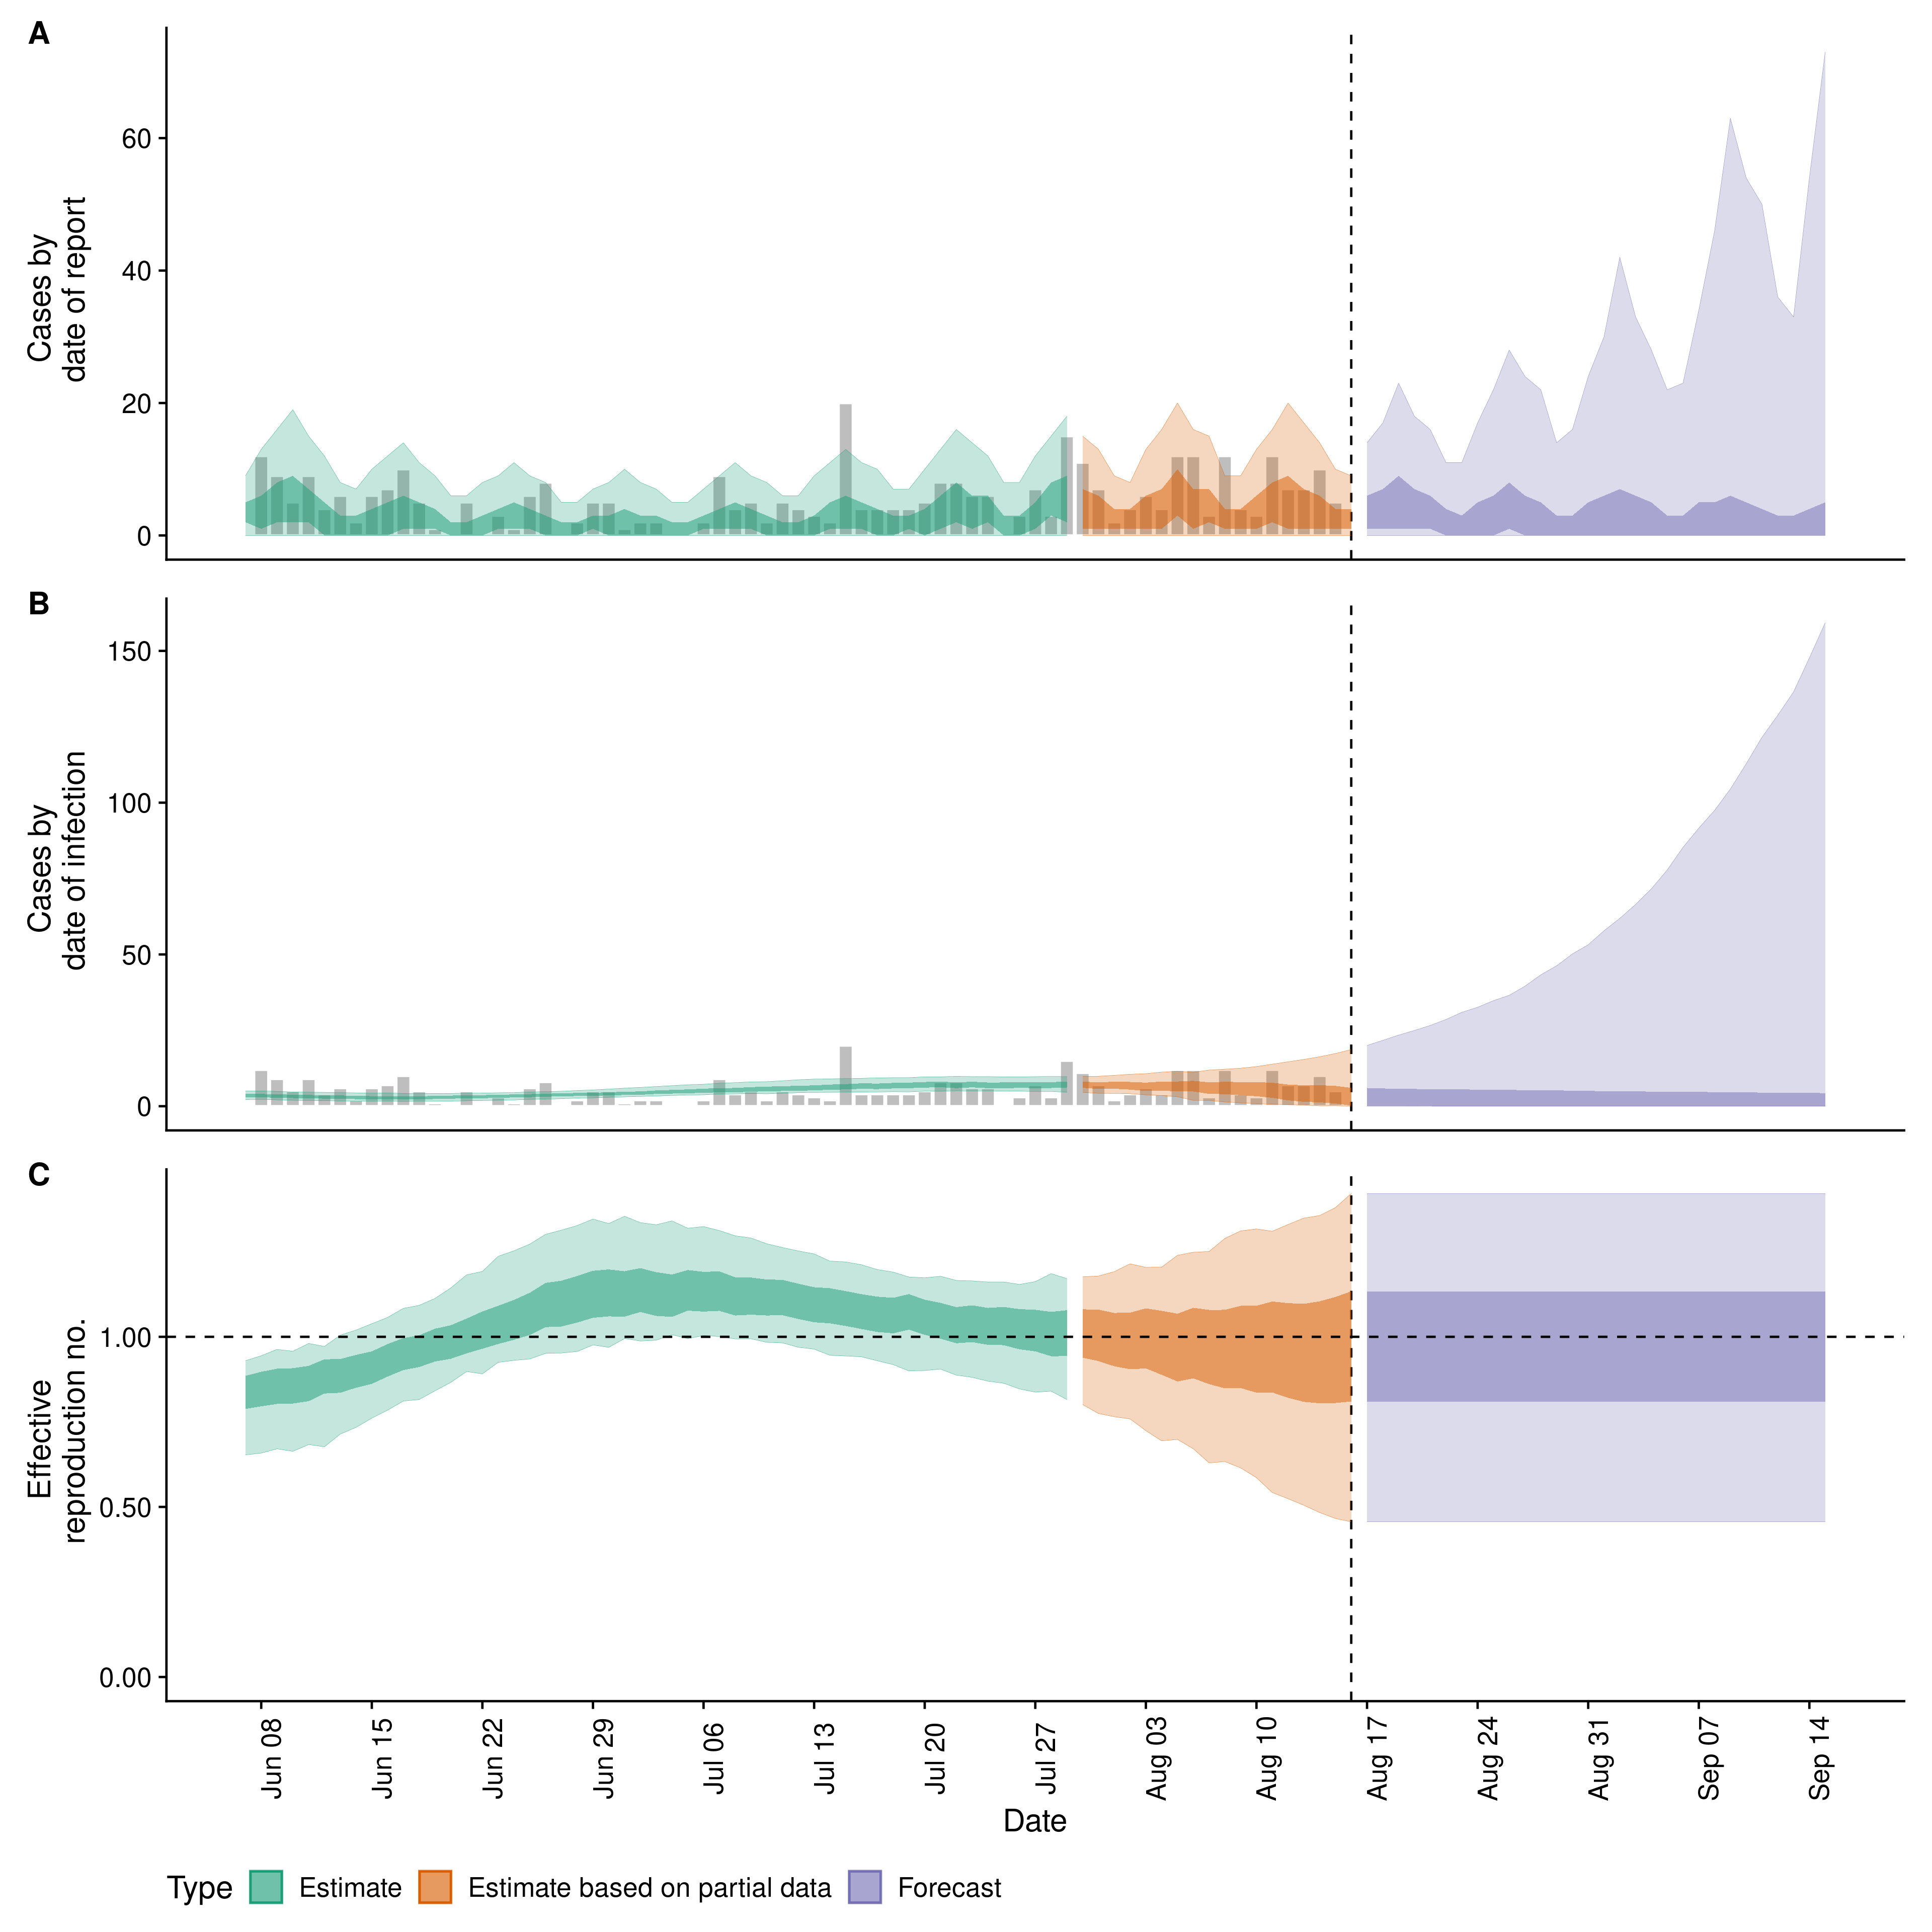 A
Cases by
date of report
60
40
20
0
B
Cases by
date of infection
150
100
50
0
C
Effective
reproduction no.
1.00
0.50
0.00
Jun 08
Jun 15
Jun 22
Jun 29
Jul 06
Jul 13
Jul 20
Jul 27
Aug 03
Aug 10
Aug 17
Aug 24
Aug 31
Sep 07
Sep 14
Date
Type Estimate Estimate based on partial data Forecast